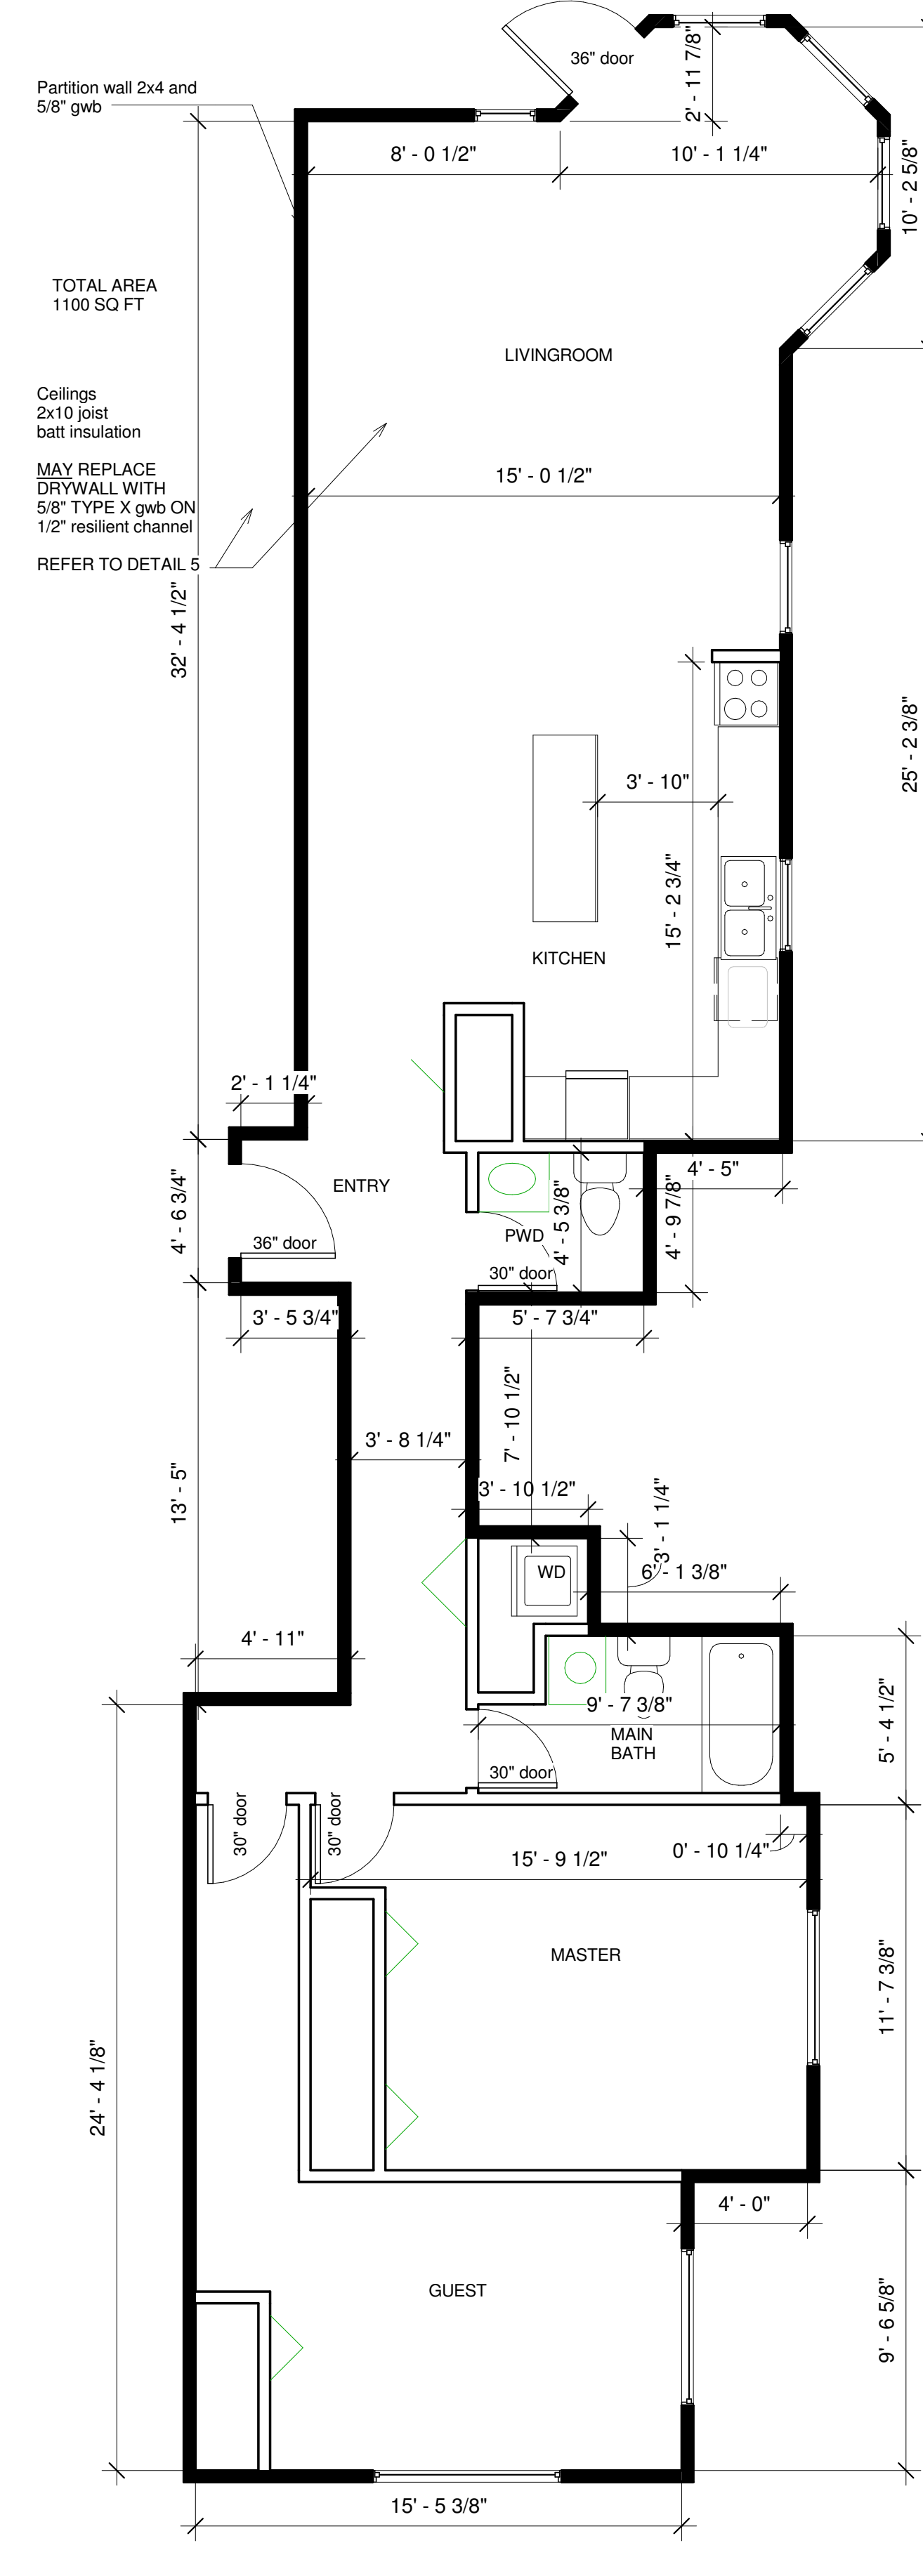 36" door
2' - 11 7/8"
Partition wall 2x4 and
5/8" gwb
8' - 0 1/2"
10' - 1 1/4"
10' - 2 5/8"
TOTAL AREA
1100 SQ FT
LIVINGROOM
Ceilings
2x10 joist
batt insulation
MAY REPLACE
DRYWALL WITH
5/8" TYPE X gwb ON
1/2" resilient channel
REFER TO DETAIL 5
15' - 0 1/2"
32' - 4 1/2"
25' - 2 3/8"
3' - 10"
15' - 2 3/4"
KITCHEN
2' - 1 1/4"
ENTRY
4' - 5"
4' - 6 3/4"
36" door
PWD
4' - 5 3/8"
4' - 9 7/8"
30" door
3' - 5 3/4"
5' - 7 3/4"
7' - 10 1/2"
3' - 8 1/4"
13' - 5"
3' - 10 1/2"
3' - 1 1/4"
WD
6' - 1 3/8"
4' - 11"
9' - 7 3/8"
5' - 4 1/2"
MAIN
BATH
30" door
30" door
30" door
0' - 10 1/4"
15' - 9 1/2"
MASTER
11' - 7 3/8"
24' - 4 1/8"
4' - 0"
GUEST
9' - 6 5/8"
15' - 5 3/8"